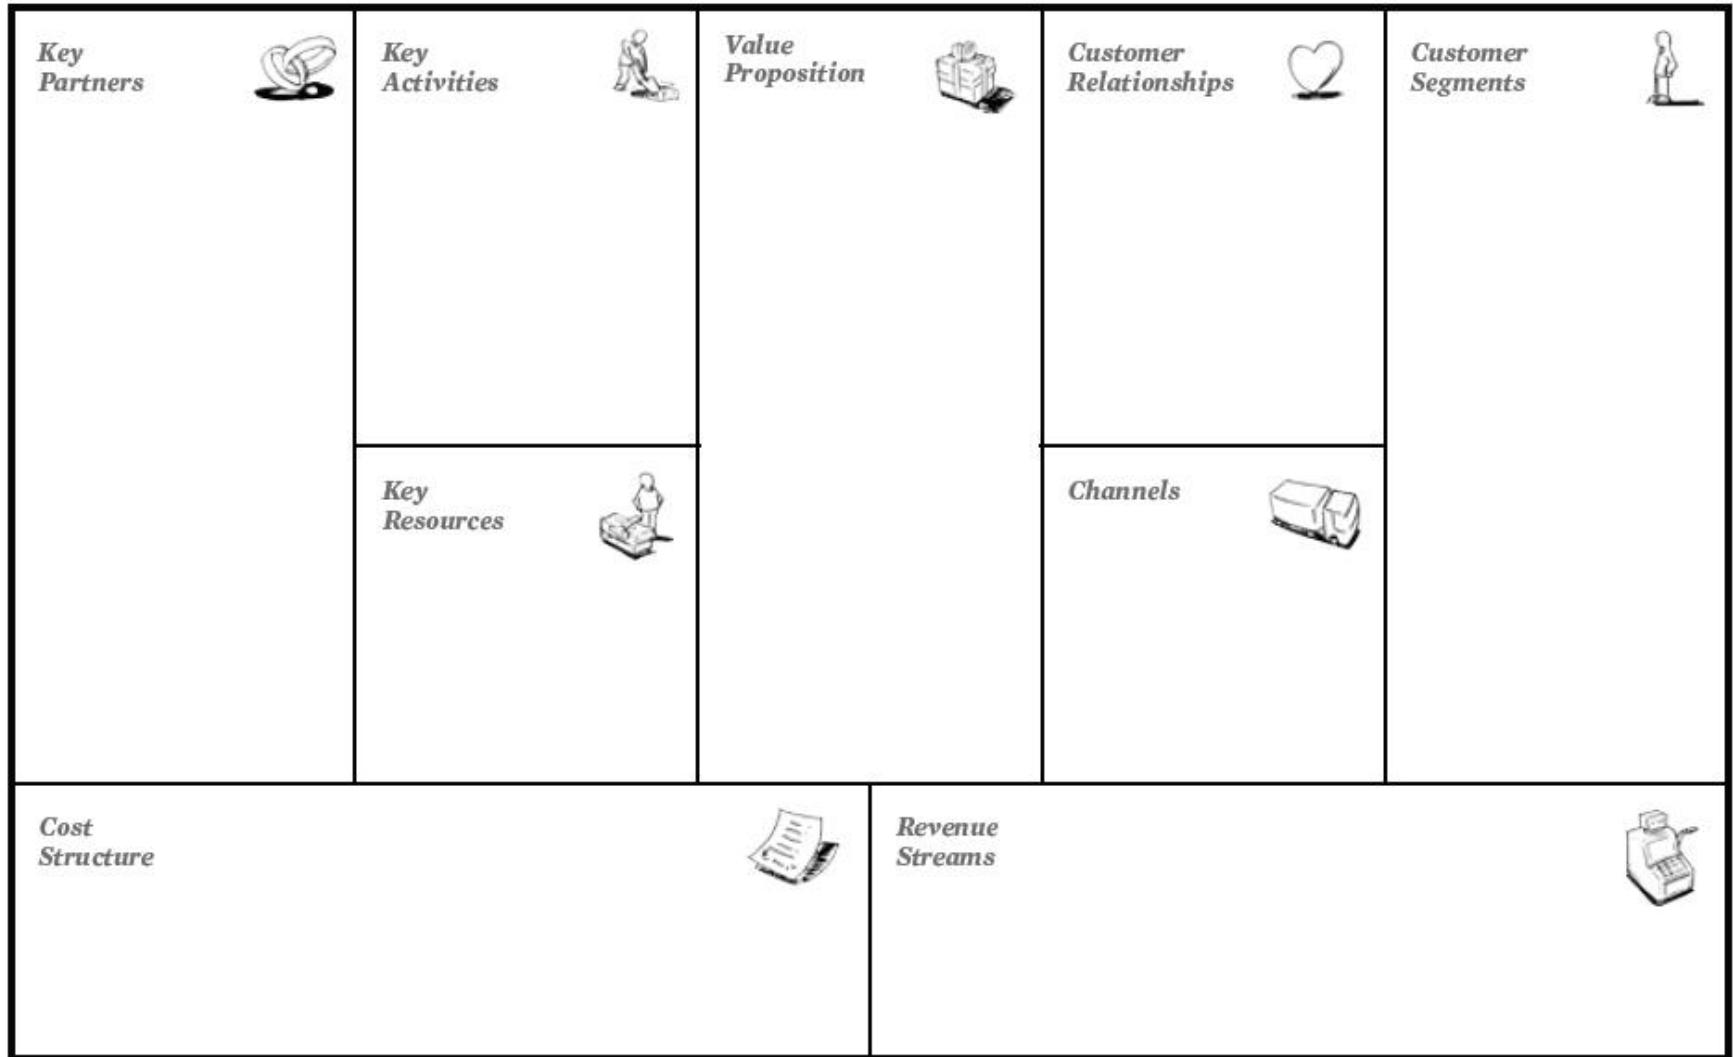 Key
Partners
Key
Activities
Value
Proposition
Customer
Relationships
Customer
Segments
Key
Resources
Channels
Cost
Structure
Revenue
Streams